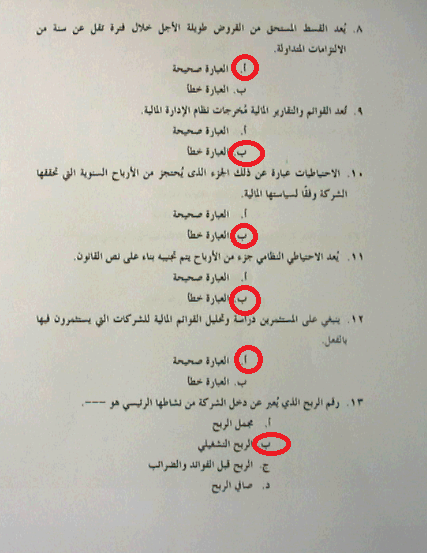 ٨. يُعد القسط المستحق من القروض طويلة الأجل خلال فترة تقل عن سنة من
الالتزامات المتداولة.
أ. العبارة صحيحة
ب. العبارة خطأ
٩. تُعد القوائم والتقارير المالية مُخرجات نظام الإدارة المالية.
أ. العبارة صحيحة
ب. العبارة خطأ
١٠. الاحتياطيات عبارة عن ذلك الجزء الذى يُحتجز من الأرباح السنوية التي تحققها
الشركة وفقًا لسياستها المالية.
أ. العبارة صحيحة
ب. العبارة خطأ
١١. يُعد الاحتياطي النظامي جزء من الأرباح يتم تجنيبه بناء على نص القانون.
أ. العبارة صحيحة
ب. العبارة خطأ
١٢. ينبغي على المستثمرين دراسة وتحليل القوائم المالية للشركات التي يستثمرون فيها
بالفعل.
أ. العبارة صحيحة
ب. العبارة خطأ
١٣. رقم الربح الذي يُعبر عن دخل الشركة من نشاطها الرئيسي هو ----.
أ. مجمل الربح
ب. الربح التشغيلي
ج. الربح قبل الفوائد والضرائب
د. صافي الربح